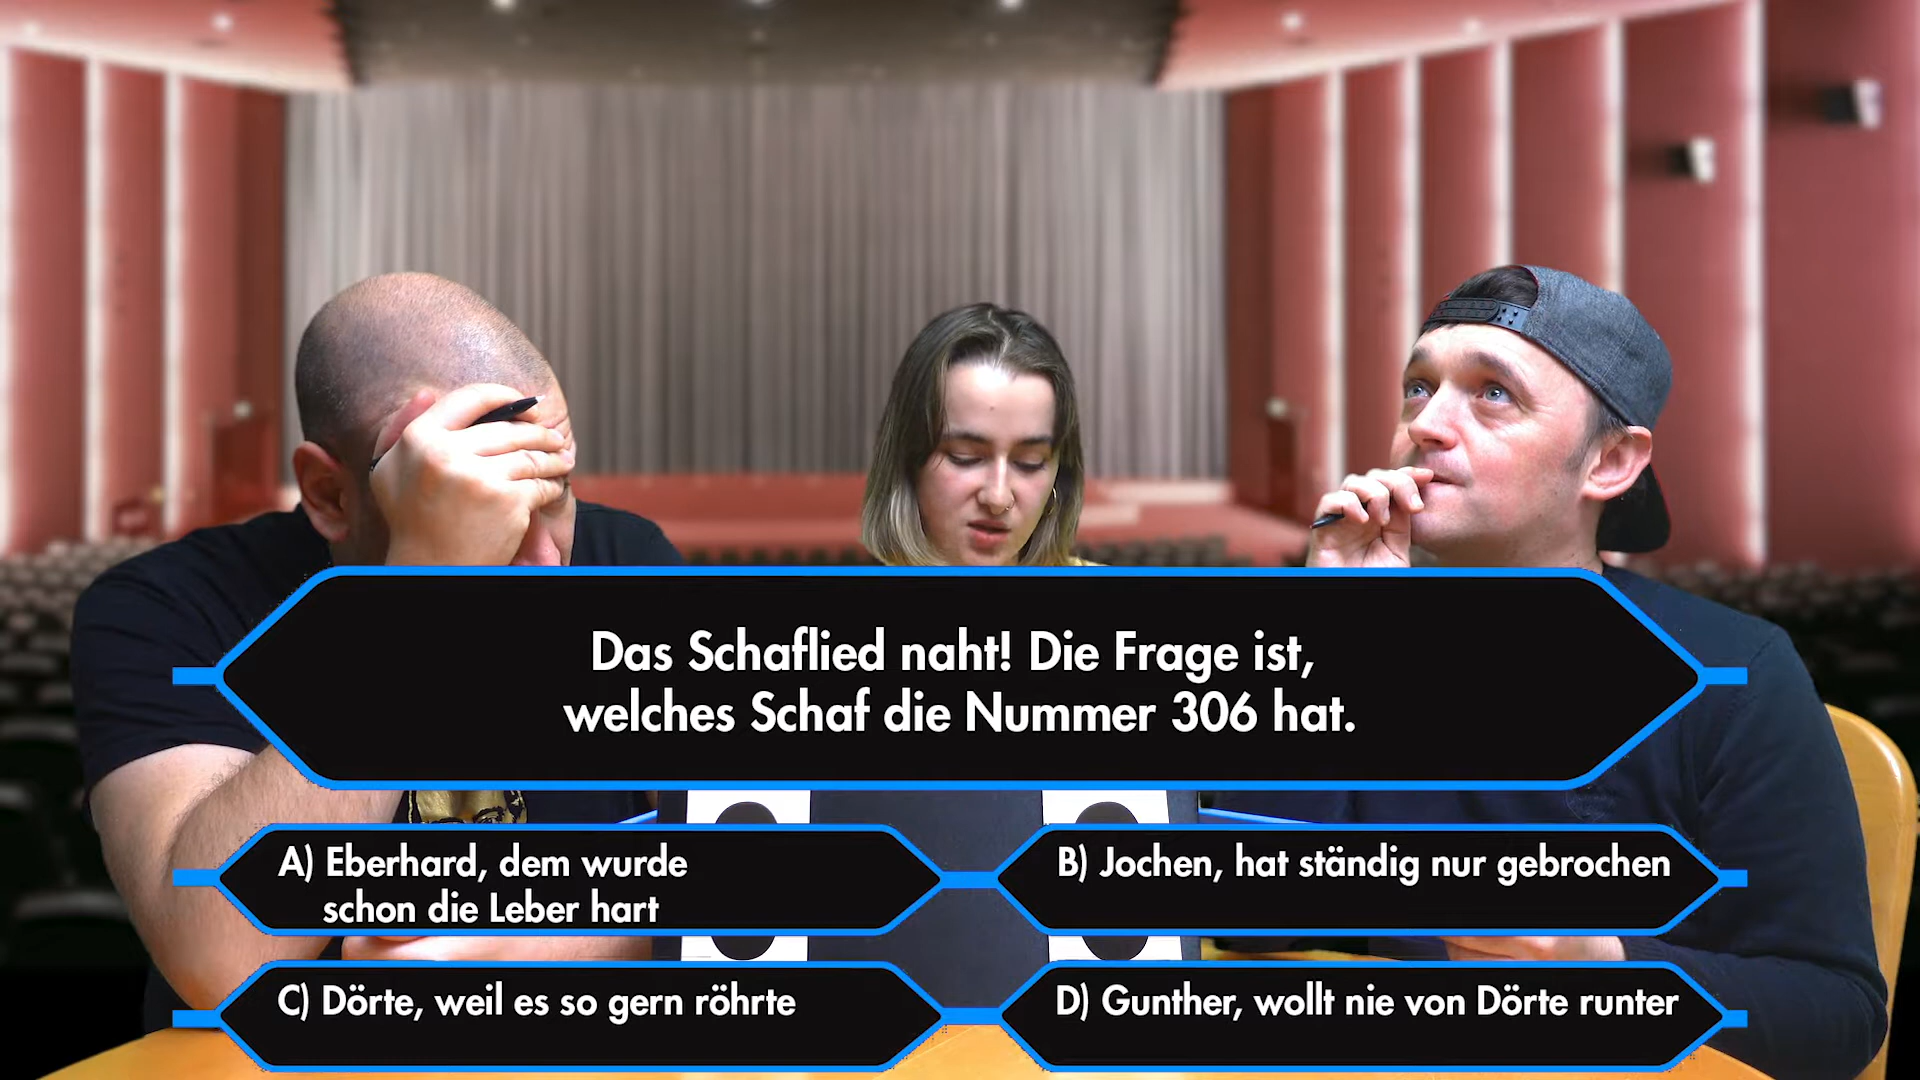 Das Schaflied naht! Die Frage ist,
welches Schaf die Nummer 306 hat.
A) Eberhard, dem wurde
schon die Leber hart
B) Jochen, hat ständig nur gebrochen
C) Dörte, weil es so gern röhrte
D) Gunther, wollt nie von Dörte runter